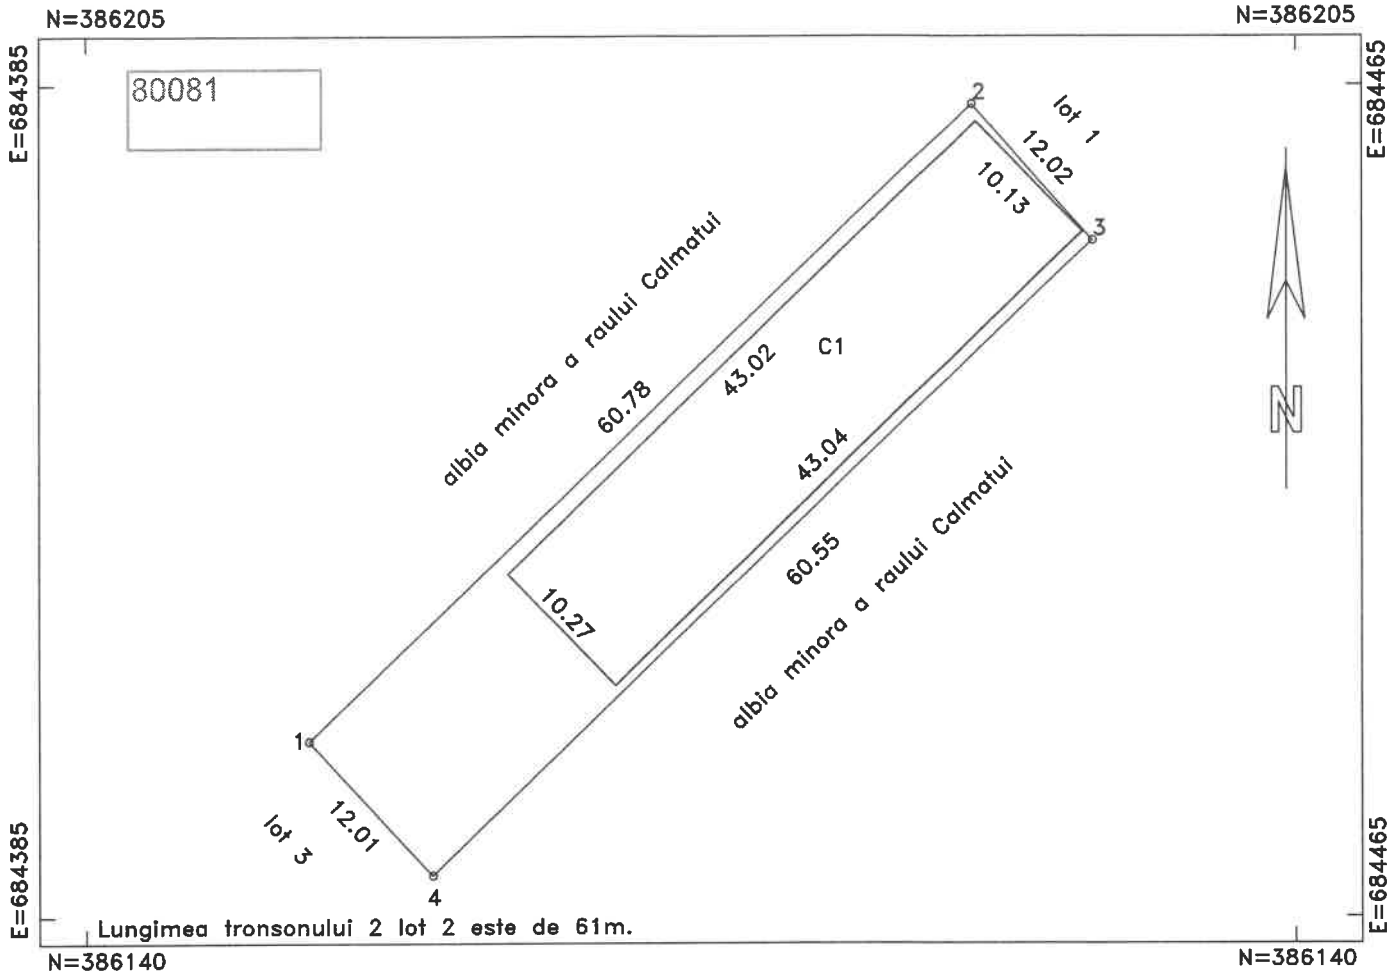 N=386205
N=386205
E=684385
E=684465
80081
2
lot 1
12.02
10.13
3
albia minora a raului Calmatui
C1
43.02
60.78
N
43.04
60.55
albia minora a raului Calmatui
10.27
1
12.01
lot 3
4
E=684385
E=684465
Lungimea tronsonului 2 lot 2 este de 61m.
N=386140
N=386140